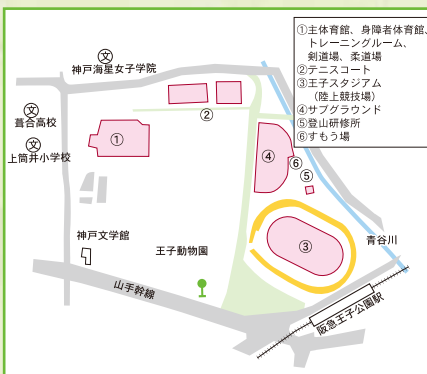 ①主体育館、身障者体育館、
トレーニングルーム、
剣道場、柔道場
②テニスコート
③王子スタジアム
（陸上競技場）
④サブグラウンド
⑤登山研修所
⑥すもう場
文
神戸海星女子学院
文
葺合高校
文
上筒井小学校
①
②
④
⑥
⑤
③
神戸文学館
王子動物園
青谷川
山手幹線
阪急王子公園駅